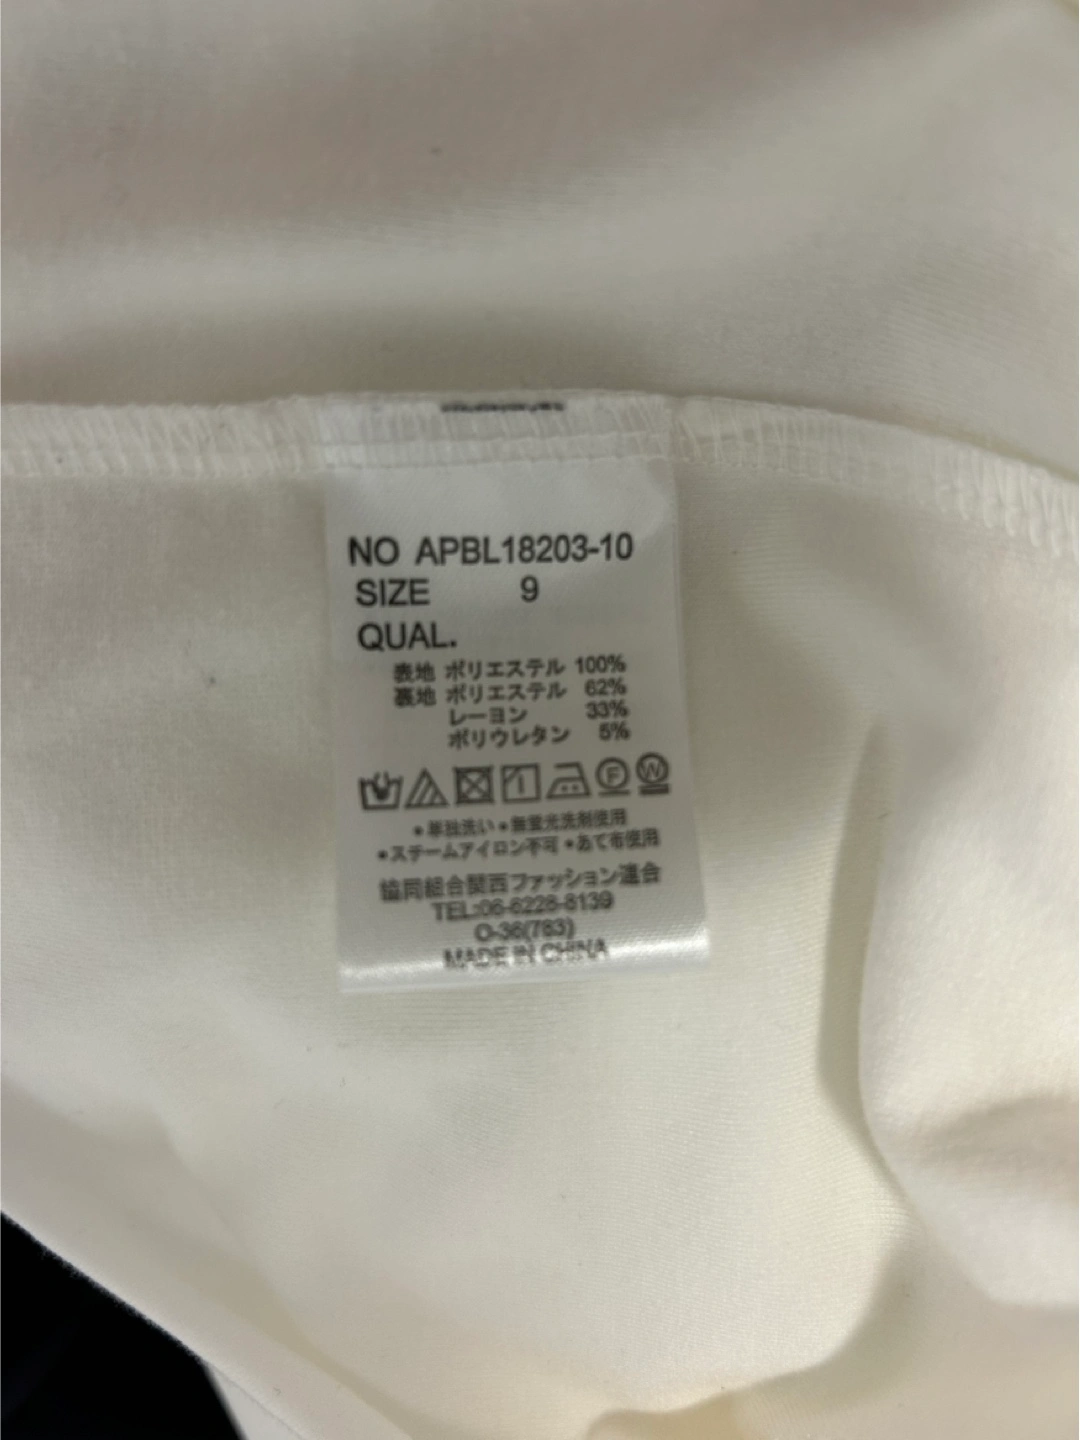 NO APBL18203-10
SIZE 9
QUAL.
表地 ポリエステル 100%
裏地 ポリエステル 62%
レーヨン 33%
ポリウレタン 5%
F W
•単独洗い •無蛍光洗剤使用
•スチームアイロン不可 •あて布使用
協同組合関西ファッション連合
TEL:06-6228-8139
O-36(783)
MADE IN CHINA